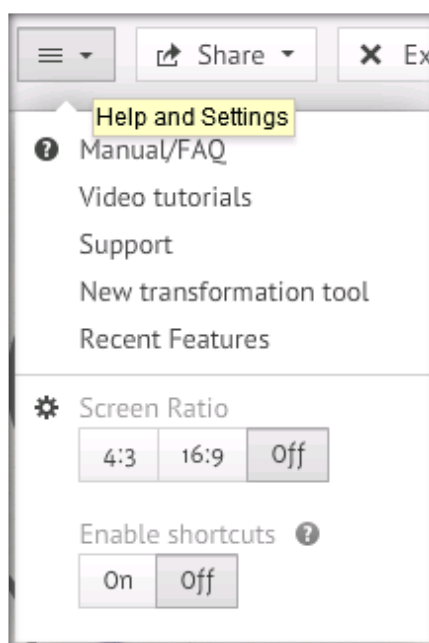 Share
Ex
Help and Settings
Manual/FAQ
Video tutorials
Support
New transformation tool
Recent Features
Screen Ratio
4:3 16:9 Off
Enable shortcuts ?
On Off